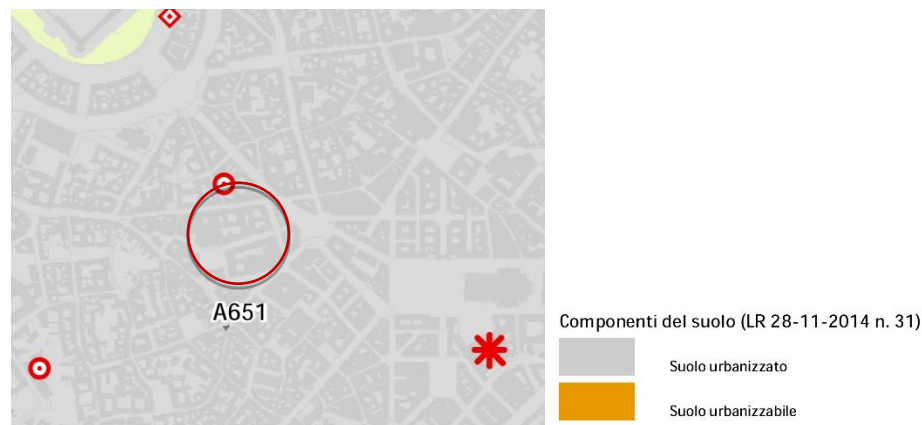 A651
Componenti del suolo (LR 28-11-2014 n. 31)
Suolo urbanizzato
Suolo urbanizzabile